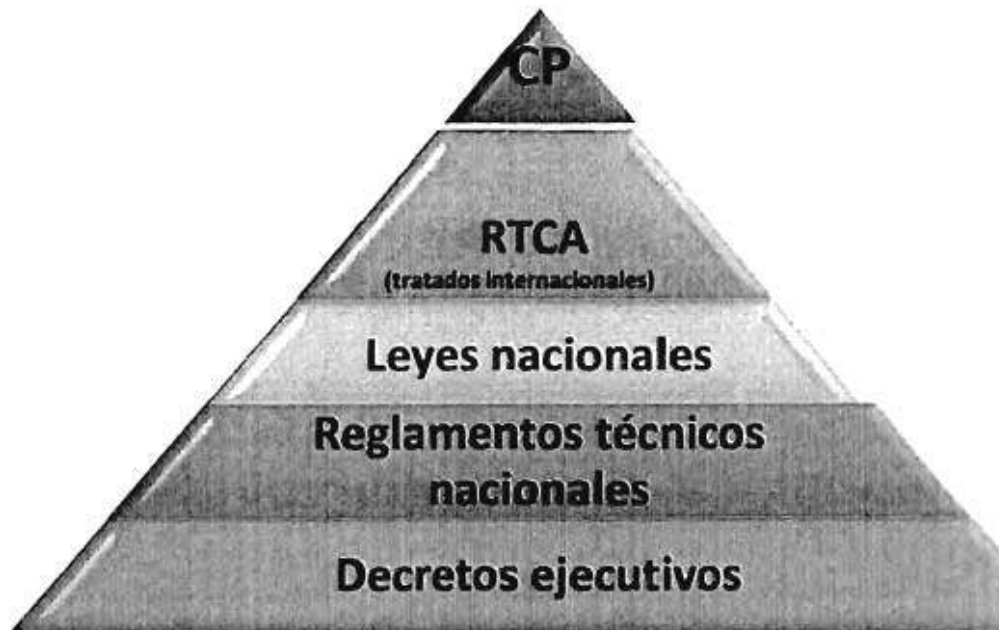 CP
RTCA
(tratados internacionales)
Leyes nacionales
Reglamentos técnicos
nacionales
Decretos ejecutivos